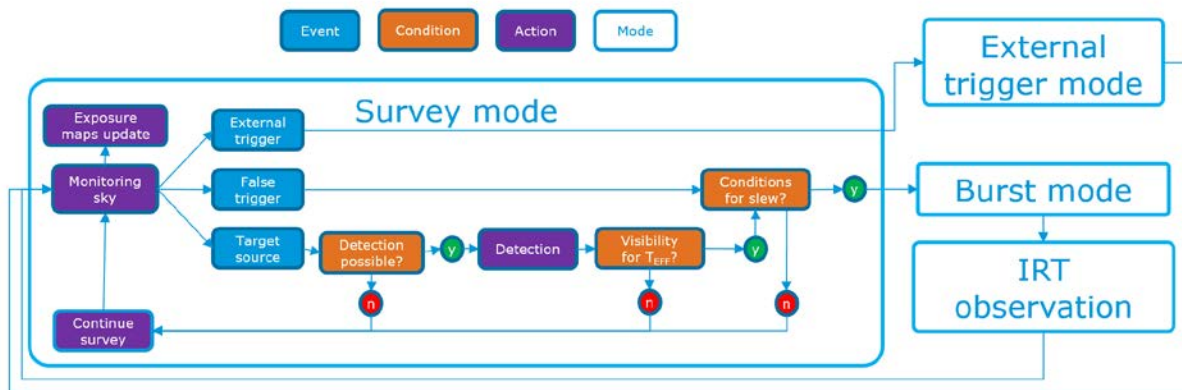 Event
Condition
Action
Mode
External
trigger mode
Survey mode
Exposure
maps update
External
trigger
Monitoring
sky
False
trigger
Conditions
for slew?
y
Burst mode
Target
source
Detection
possible?
y
Detection
Visibility
for TEFF?
y
IRT
observation
n
n
n
Continue
survey